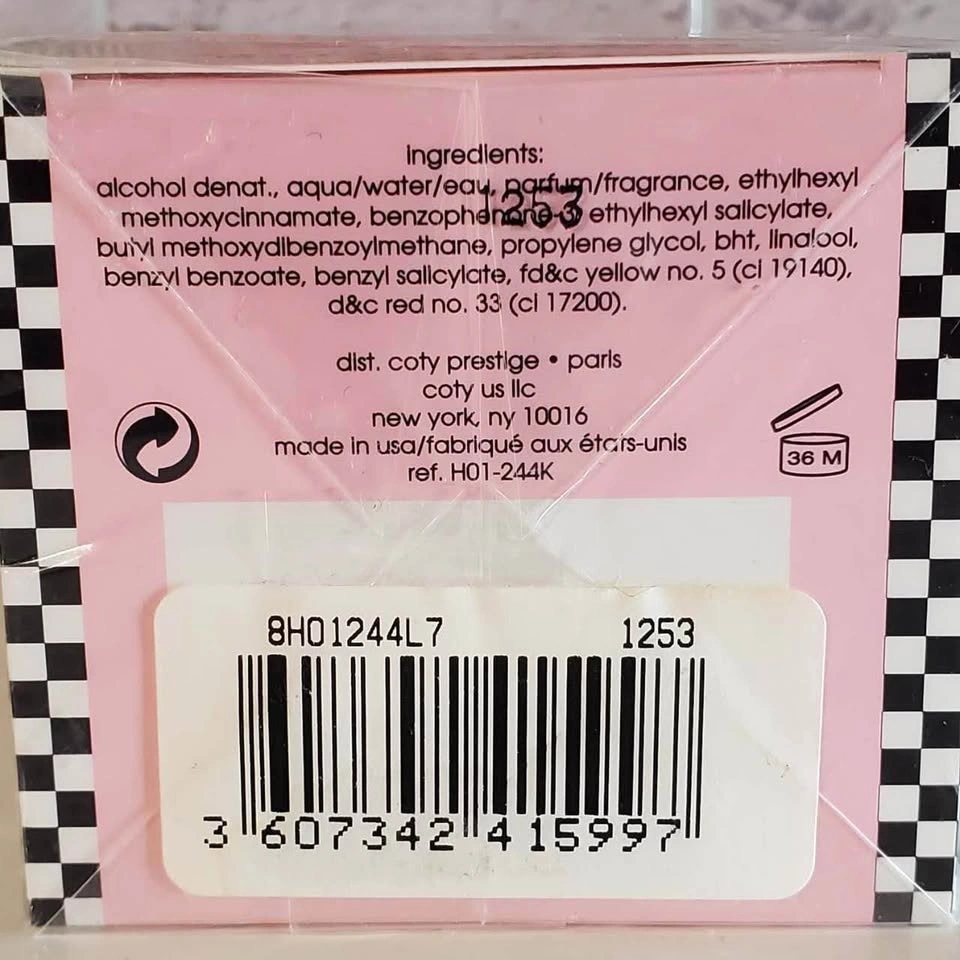 ingredients:
alcohol denat., aqua/water/eau, parfum/fragrance, ethylhexyl
methoxycinnamate, benzophenone-3, ethylhexyl salicylate,
butyl methoxydibenzoylmethane, propylene glycol, bht, linalool,
benzyl benzoate, benzyl salicylate, fd&c yellow no. 5 (ci 19140),
d&c red no. 33 (ci 17200).
1253
dist. coty prestige • paris
coty us llc
new york, ny 10016
made in usa/fabriqué aux états-unis
ref. H01-244K
36 M
8H01244L7 1253
3 607342 415997